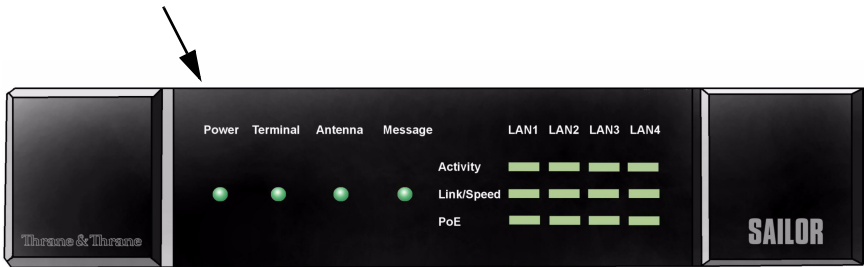 Power Terminal Antenna Message LAN1 LAN2 LAN3 LAN4
Activity
Link/Speed
PoE
Thrane & Thrane
SAILOR